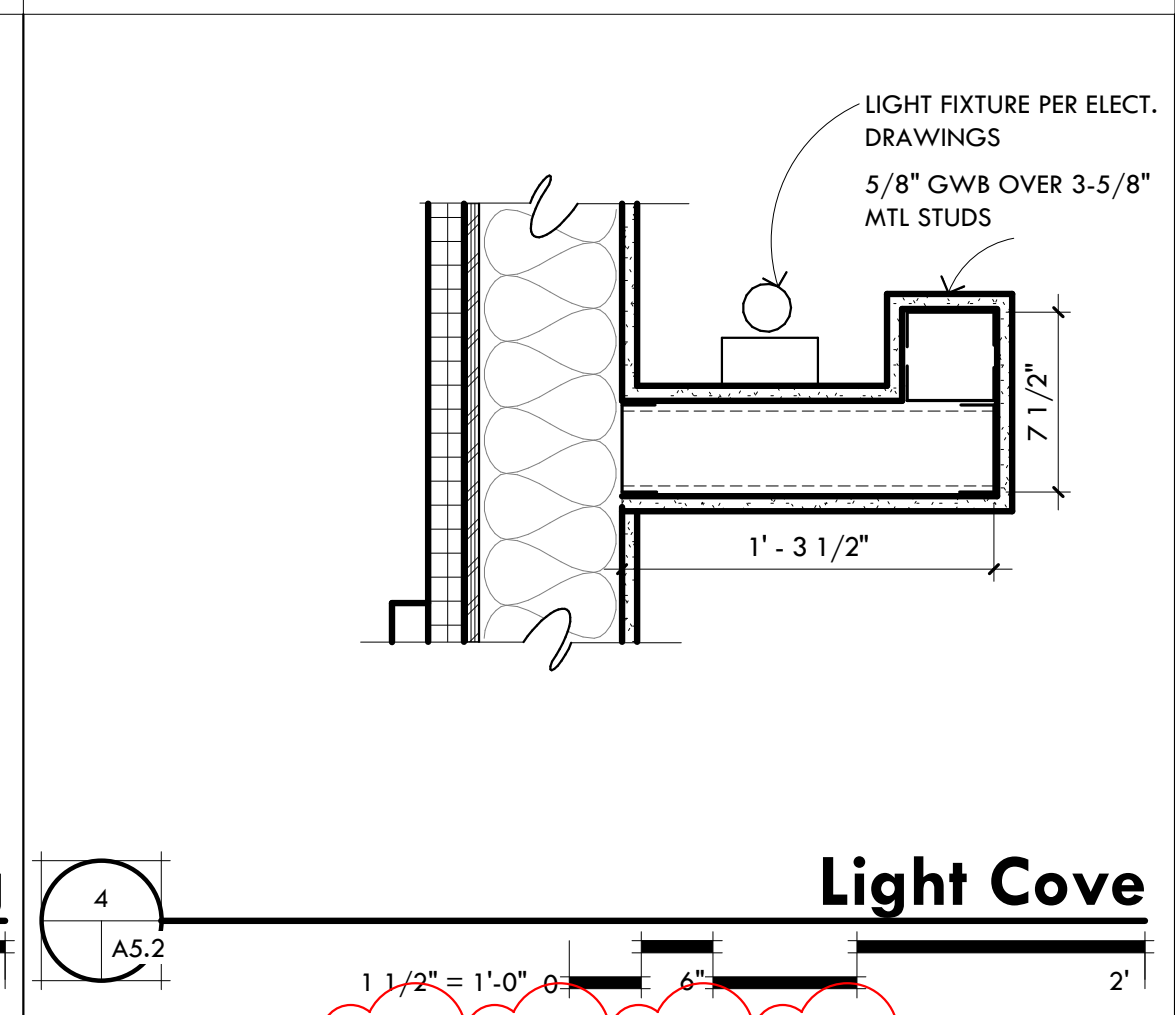 LIGHT FIXTURE PER ELECT.
DRAWINGS
5/8" GWB OVER 3-5/8"
MTL STUDS
7 1/2"
1' - 3 1/2"
Light Cove
4
A5.2
1 1/2" = 1'-0"
0
6"
2'